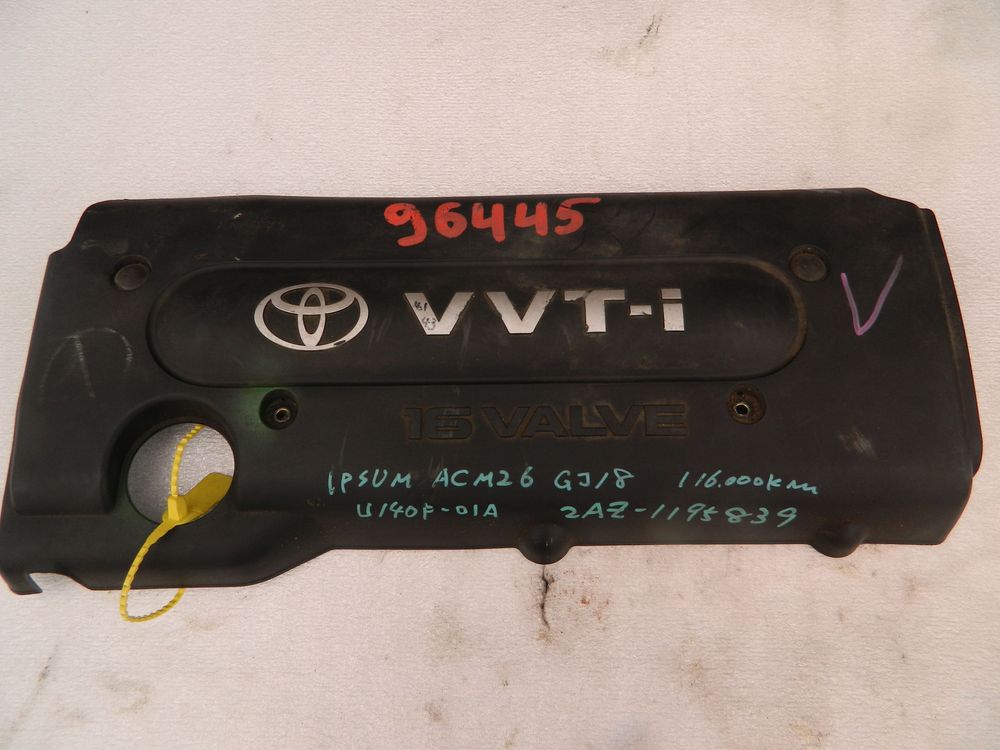 96445
VVT-i
V
16 VALVE
IPSUM ACM26 GJ18 116.000Km
U140F-01A 2AZ-1195839